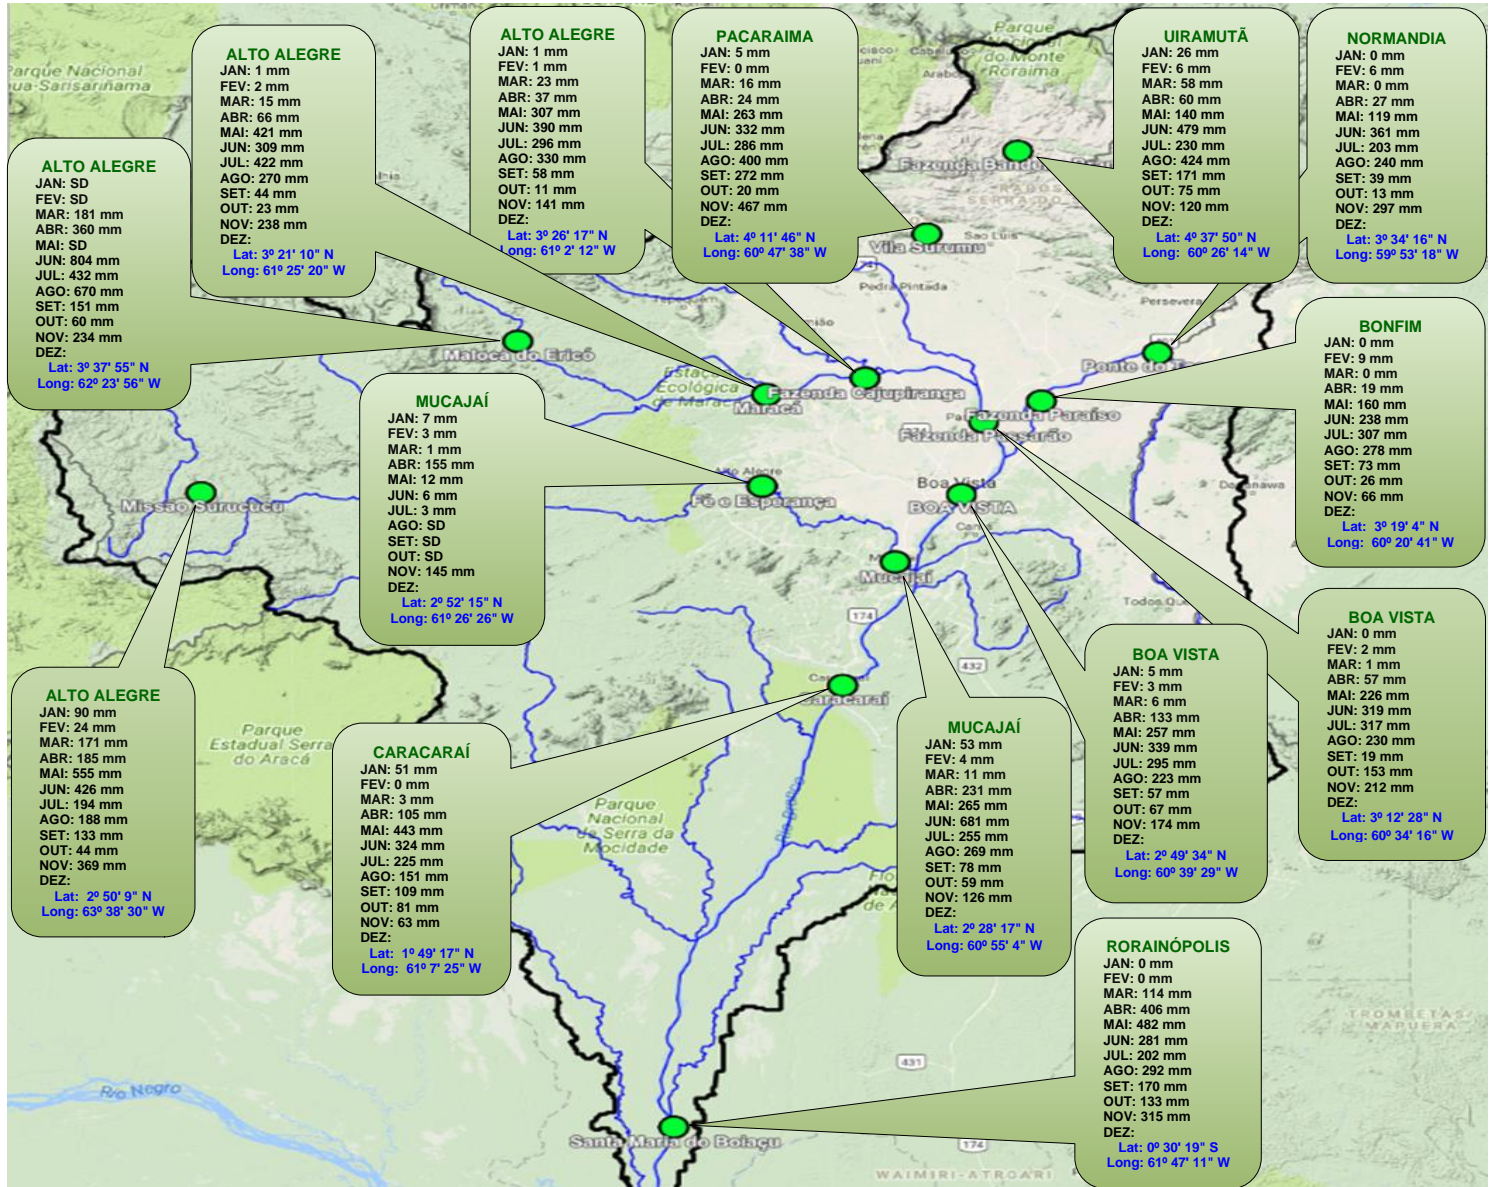 ALTO ALEGRE
JAN: SD
FEV: SD
MAR: 181 mm
ABR: 360 mm
MAI: SD
JUN: 804 mm
JUL: 432 mm
AGO: 670 mm
SET: 151 mm
OUT: 60 mm
NOV: 234 mm
DEZ:
Lat: 3º 37' 55" N
Long: 62º 23' 56" W
ALTO ALEGRE
JAN: 1 mm
FEV: 2 mm
MAR: 15 mm
ABR: 66 mm
MAI: 421 mm
JUN: 309 mm
JUL: 422 mm
AGO: 270 mm
SET: 44 mm
OUT: 23 mm
NOV: 238 mm
DEZ:
Lat: 3º 21' 10" N
Long: 61º 25' 20" W
ALTO ALEGRE
JAN: 1 mm
FEV: 1 mm
MAR: 23 mm
ABR: 37 mm
MAI: 307 mm
JUN: 390 mm
JUL: 296 mm
AGO: 330 mm
SET: 58 mm
OUT: 11 mm
NOV: 141 mm
DEZ:
Lat: 3º 26' 17" N
Long: 61º 2' 12" W
PACARAIMA
JAN: 5 mm
FEV: 0 mm
MAR: 16 mm
ABR: 24 mm
MAI: 263 mm
JUN: 332 mm
JUL: 286 mm
AGO: 400 mm
SET: 272 mm
OUT: 20 mm
NOV: 467 mm
DEZ:
Lat: 4º 11' 46" N
Long: 60º 47' 38" W
UIRAMUTÃ
JAN: 26 mm
FEV: 6 mm
MAR: 58 mm
ABR: 60 mm
MAI: 140 mm
JUN: 479 mm
JUL: 230 mm
AGO: 424 mm
SET: 171 mm
OUT: 75 mm
NOV: 120 mm
DEZ:
Lat: 4º 37' 50" N
Long: 60º 26' 14" W
NORMANDIA
JAN: 0 mm
FEV: 6 mm
MAR: 0 mm
ABR: 27 mm
MAI: 119 mm
JUN: 361 mm
JUL: 203 mm
AGO: 240 mm
SET: 39 mm
OUT: 13 mm
NOV: 297 mm
DEZ:
Lat: 3º 34' 16" N
Long: 59º 53' 18" W
BONFIM
JAN: 0 mm
FEV: 9 mm
MAR: 0 mm
ABR: 19 mm
MAI: 160 mm
JUN: 238 mm
JUL: 307 mm
AGO: 278 mm
SET: 73 mm
OUT: 26 mm
NOV: 66 mm
DEZ:
Lat: 3º 19' 4" N
Long: 60º 20' 41" W
MUCAJAÍ
JAN: 7 mm
FEV: 3 mm
MAR: 1 mm
ABR: 155 mm
MAI: 12 mm
JUN: 6 mm
JUL: 3 mm
AGO: SD
SET: SD
OUT: SD
NOV: 145 mm
DEZ:
Lat: 2º 52' 15" N
Long: 61º 26' 26" W
BOA VISTA
JAN: 0 mm
FEV: 2 mm
MAR: 1 mm
ABR: 57 mm
MAI: 226 mm
JUN: 319 mm
JUL: 317 mm
AGO: 230 mm
SET: 19 mm
OUT: 153 mm
NOV: 212 mm
DEZ:
Lat: 3º 12' 28" N
Long: 60º 34' 16" W
BOA VISTA
JAN: 5 mm
FEV: 3 mm
MAR: 6 mm
ABR: 133 mm
MAI: 257 mm
JUN: 339 mm
JUL: 295 mm
AGO: 223 mm
SET: 57 mm
OUT: 67 mm
NOV: 174 mm
DEZ:
Lat: 2º 49' 34" N
Long: 60º 39' 29" W
ALTO ALEGRE
JAN: 90 mm
FEV: 24 mm
MAR: 171 mm
ABR: 185 mm
MAI: 555 mm
JUN: 426 mm
JUL: 194 mm
AGO: 188 mm
SET: 133 mm
OUT: 44 mm
NOV: 369 mm
DEZ:
Lat: 2º 50' 9" N
Long: 63º 38' 30" W
CARACARAÍ
JAN: 51 mm
FEV: 0 mm
MAR: 3 mm
ABR: 105 mm
MAI: 443 mm
JUN: 324 mm
JUL: 225 mm
AGO: 151 mm
SET: 109 mm
OUT: 81 mm
NOV: 63 mm
DEZ:
Lat: 1º 49' 17" N
Long: 61º 7' 25" W
MUCAJAÍ
JAN: 53 mm
FEV: 4 mm
MAR: 11 mm
ABR: 231 mm
MAI: 265 mm
JUN: 681 mm
JUL: 255 mm
AGO: 269 mm
SET: 78 mm
OUT: 59 mm
NOV: 126 mm
DEZ:
Lat: 2º 28' 17" N
Long: 60º 55' 4" W
RORAINÓPOLIS
JAN: 0 mm
FEV: 0 mm
MAR: 114 mm
ABR: 406 mm
MAI: 482 mm
JUN: 281 mm
JUL: 202 mm
AGO: 292 mm
SET: 170 mm
OUT: 133 mm
NOV: 315 mm
DEZ:
Lat: 0º 30' 19" S
Long: 61º 47' 11" W
Parque Nacional
Parque
do Monte
Roraima
Vila Surumu
São Luís
Pedra Pintada
Maloca do Ericó
Maracá
Fazenda Cajupiranga
Fazenda Paraíso
Fazenda Passarão
Ponte do
Estação
Ecológica
de Maracá
Alto Alegre
Fé e Esperança
Boa Vista
BOA VISTA
Missão Surucucu
Mucajaí
Caracaraí
174
432
Parque
Estadual Serra
do Aracá
Parque
Nacional
da Serra da
Mocidade
Rio Branco
Rio Negro
431
174
Santa Maria do Boiaçu
TROMBETAS/
MAPUERA
WAIMIRI-ATROARI